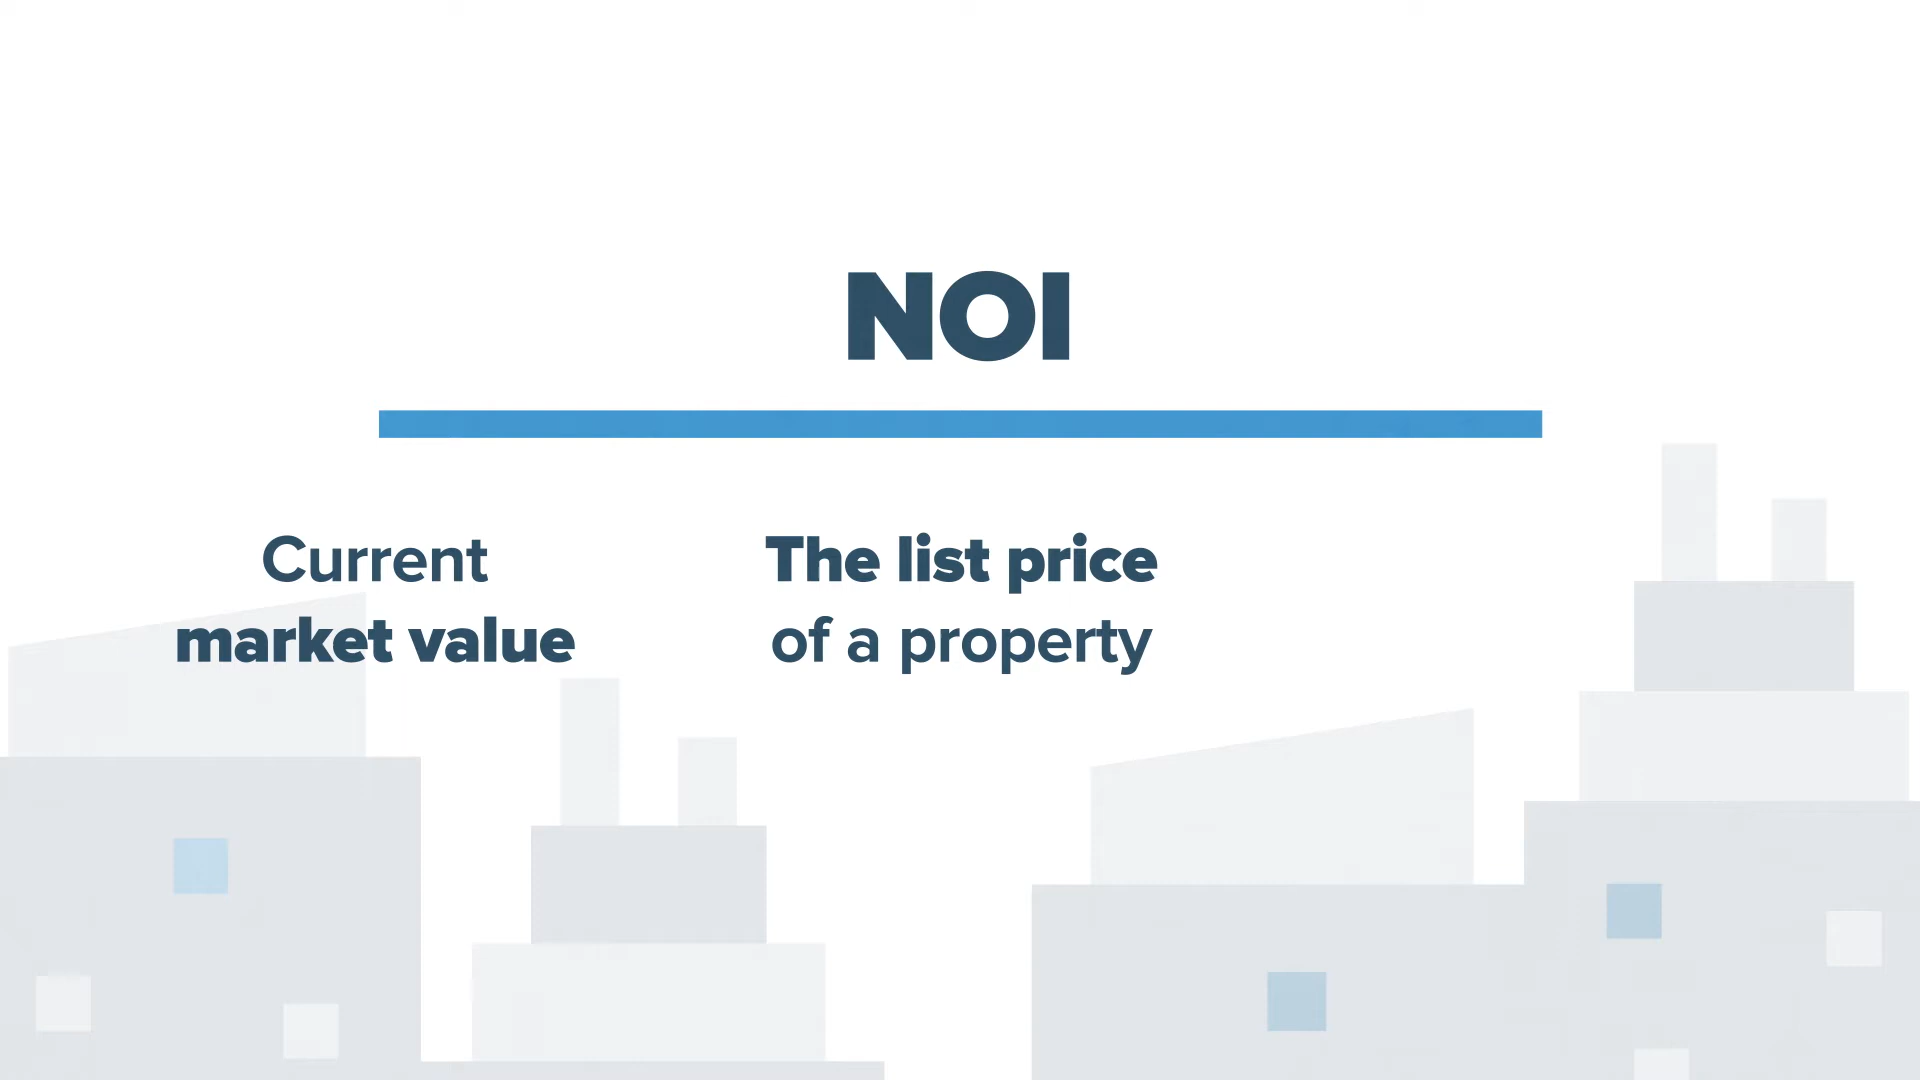 NOI
Current
market value
The list price
of a property